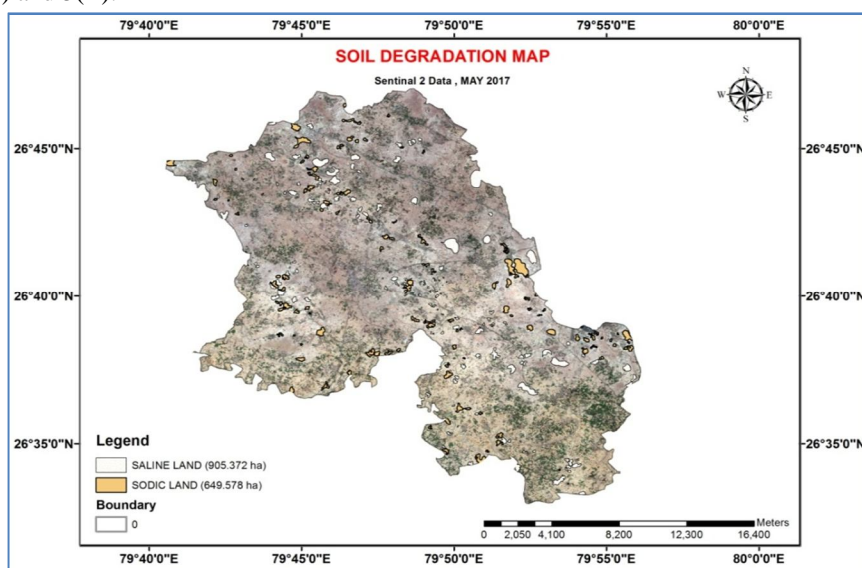 79°40'0"E 79°45'0"E 79°50'0"E 79°55'0"E 80°0'0"E
SOIL DEGRADATION MAP
Sentinal 2 Data , MAY 2017
N
W E
S
26°45'0"N 26°45'0"N
26°40'0"N 26°40'0"N
26°35'0"N 26°35'0"N
Legend
SALINE LAND (905.372 ha)
SODIC LAND (649.578 ha)
Boundary
0
Meters
0 2,050 4,100 8,200 12,300 16,400
79°40'0"E 79°45'0"E 79°50'0"E 79°55'0"E 80°0'0"E